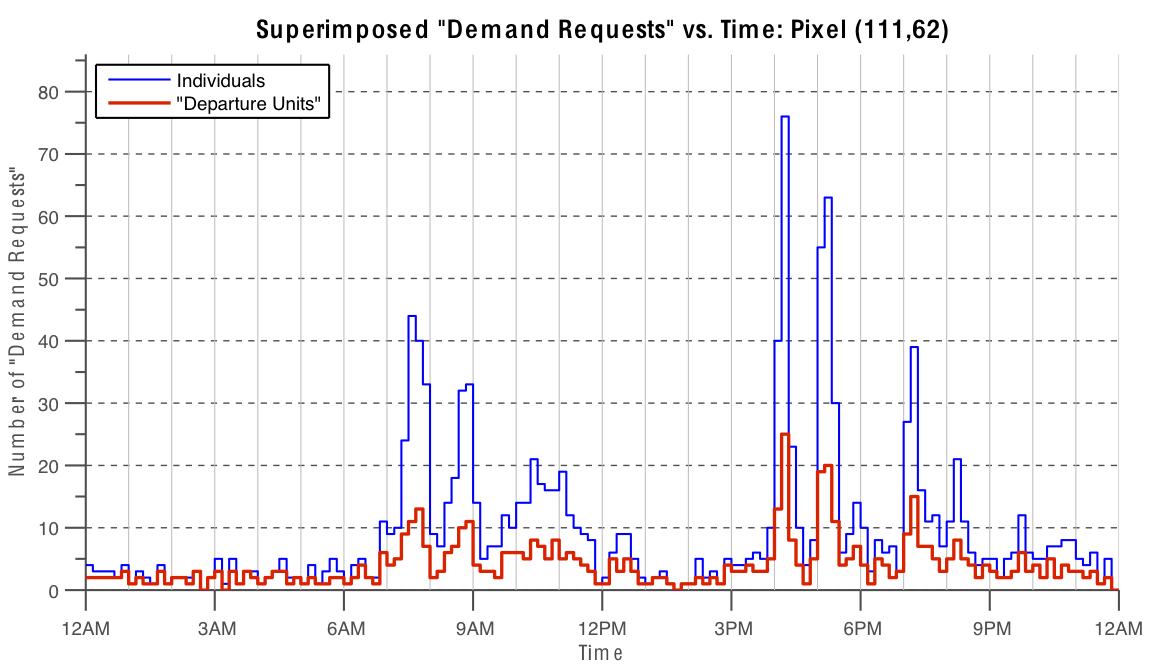 Superimposed "Demand Requests" vs. Time: Pixel (111,62)
Individuals
"Departure Units"
Number of "Demand Requests"
80
70
60
50
40
30
20
10
0
12AM 3AM 6AM 9AM 12PM 3PM 6PM 9PM 12AM
Time